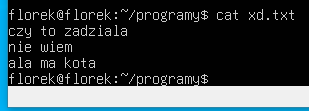 florek@florek:~/programy$ cat xd.txt
czy to zadziala
nie wiem
ala ma kota
florek@florek:~/programy$